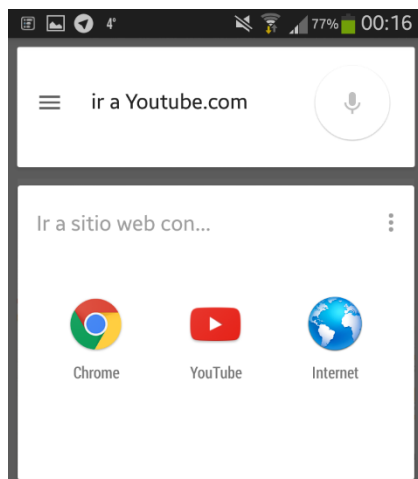 4° 77% 00:16
ir a Youtube.com
Ir a sitio web con...
Chrome YouTube Internet